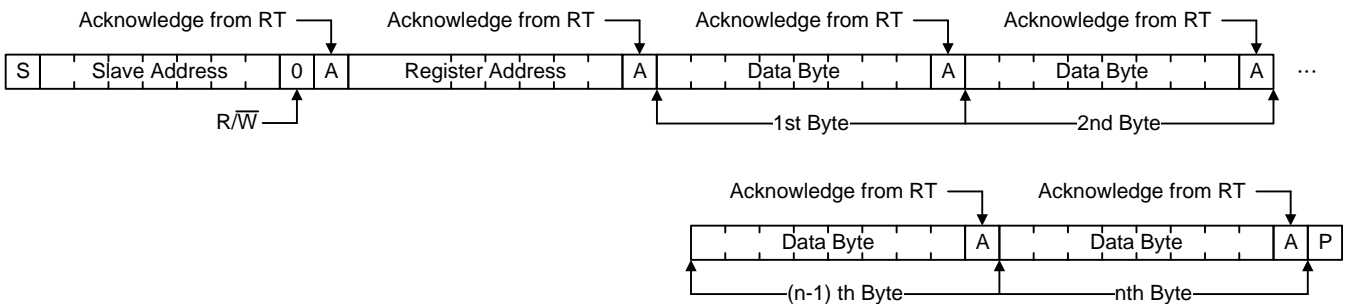 Acknowledge from RT Acknowledge from RT Acknowledge from RT Acknowledge from RT
S Slave Address 0 A Register Address A Data Byte A Data Byte A ...
R/W̅ 1st Byte 2nd Byte
Acknowledge from RT Acknowledge from RT
Data Byte A Data Byte A P
(n-1) th Byte nth Byte